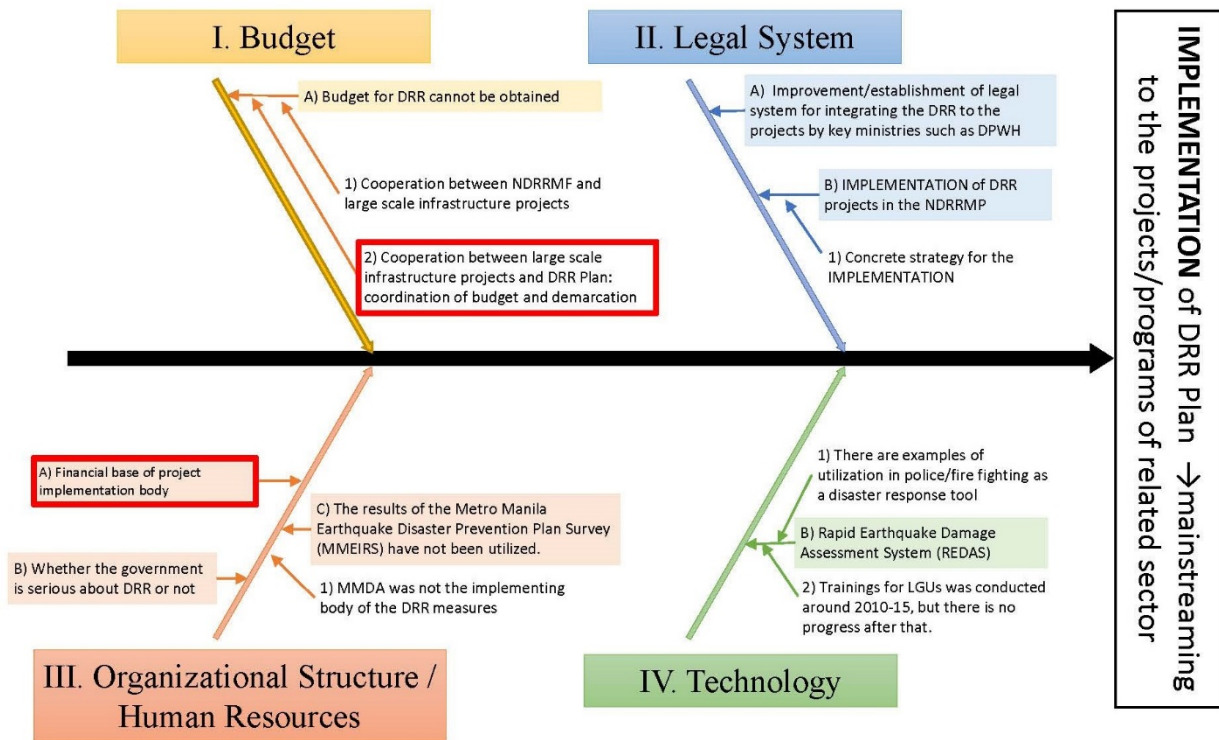 I. Budget
A) Budget for DRR cannot be obtained
1) Cooperation between NDRRMF and
large scale infrastructure projects
2) Cooperation between large scale
infrastructure projects and DRR Plan:
coordination of budget and demarcation
II. Legal System
A) Improvement/establishment of legal
system for integrating the DRR to the
projects by key ministries such as DPWH
B) IMPLEMENTATION of DRR
projects in the NDRRMP
1) Concrete strategy for the
IMPLEMENTATION
A) Financial base of project
implementation body
C) The results of the Metro Manila
Earthquake Disaster Prevention Plan Survey
(MMEIRS) have not been utilized.
B) Whether the government
is serious about DRR or not
1) MMDA was not the implementing
body of the DRR measures
III. Organizational Structure /
Human Resources
1) There are examples of
utilization in police/fire fighting as
a disaster response tool
B) Rapid Earthquake Damage
Assessment System (REDAS)
2) Trainings for LGUs was conducted
around 2010-15, but there is no
progress after that.
IV. Technology
IMPLEMENTATION of DRR Plan →mainstreaming
to the projects/programs of related sector